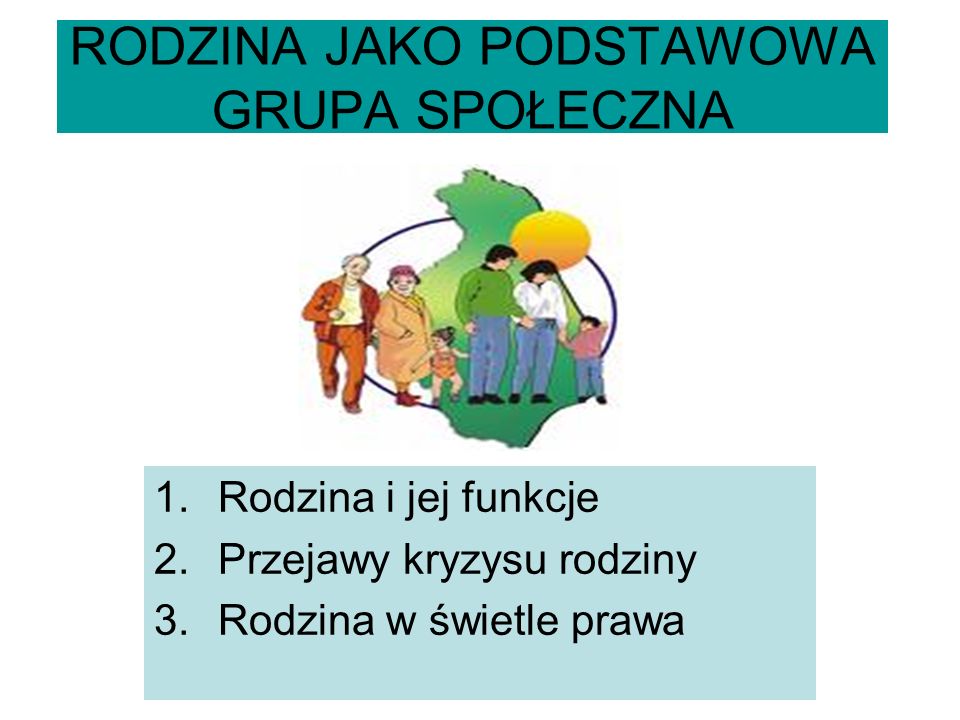 RODZINA JAKO PODSTAWOWA
GRUPA SPOŁECZNA
1. Rodzina i jej funkcje
2. Przejawy kryzysu rodziny
3. Rodzina w świetle prawa